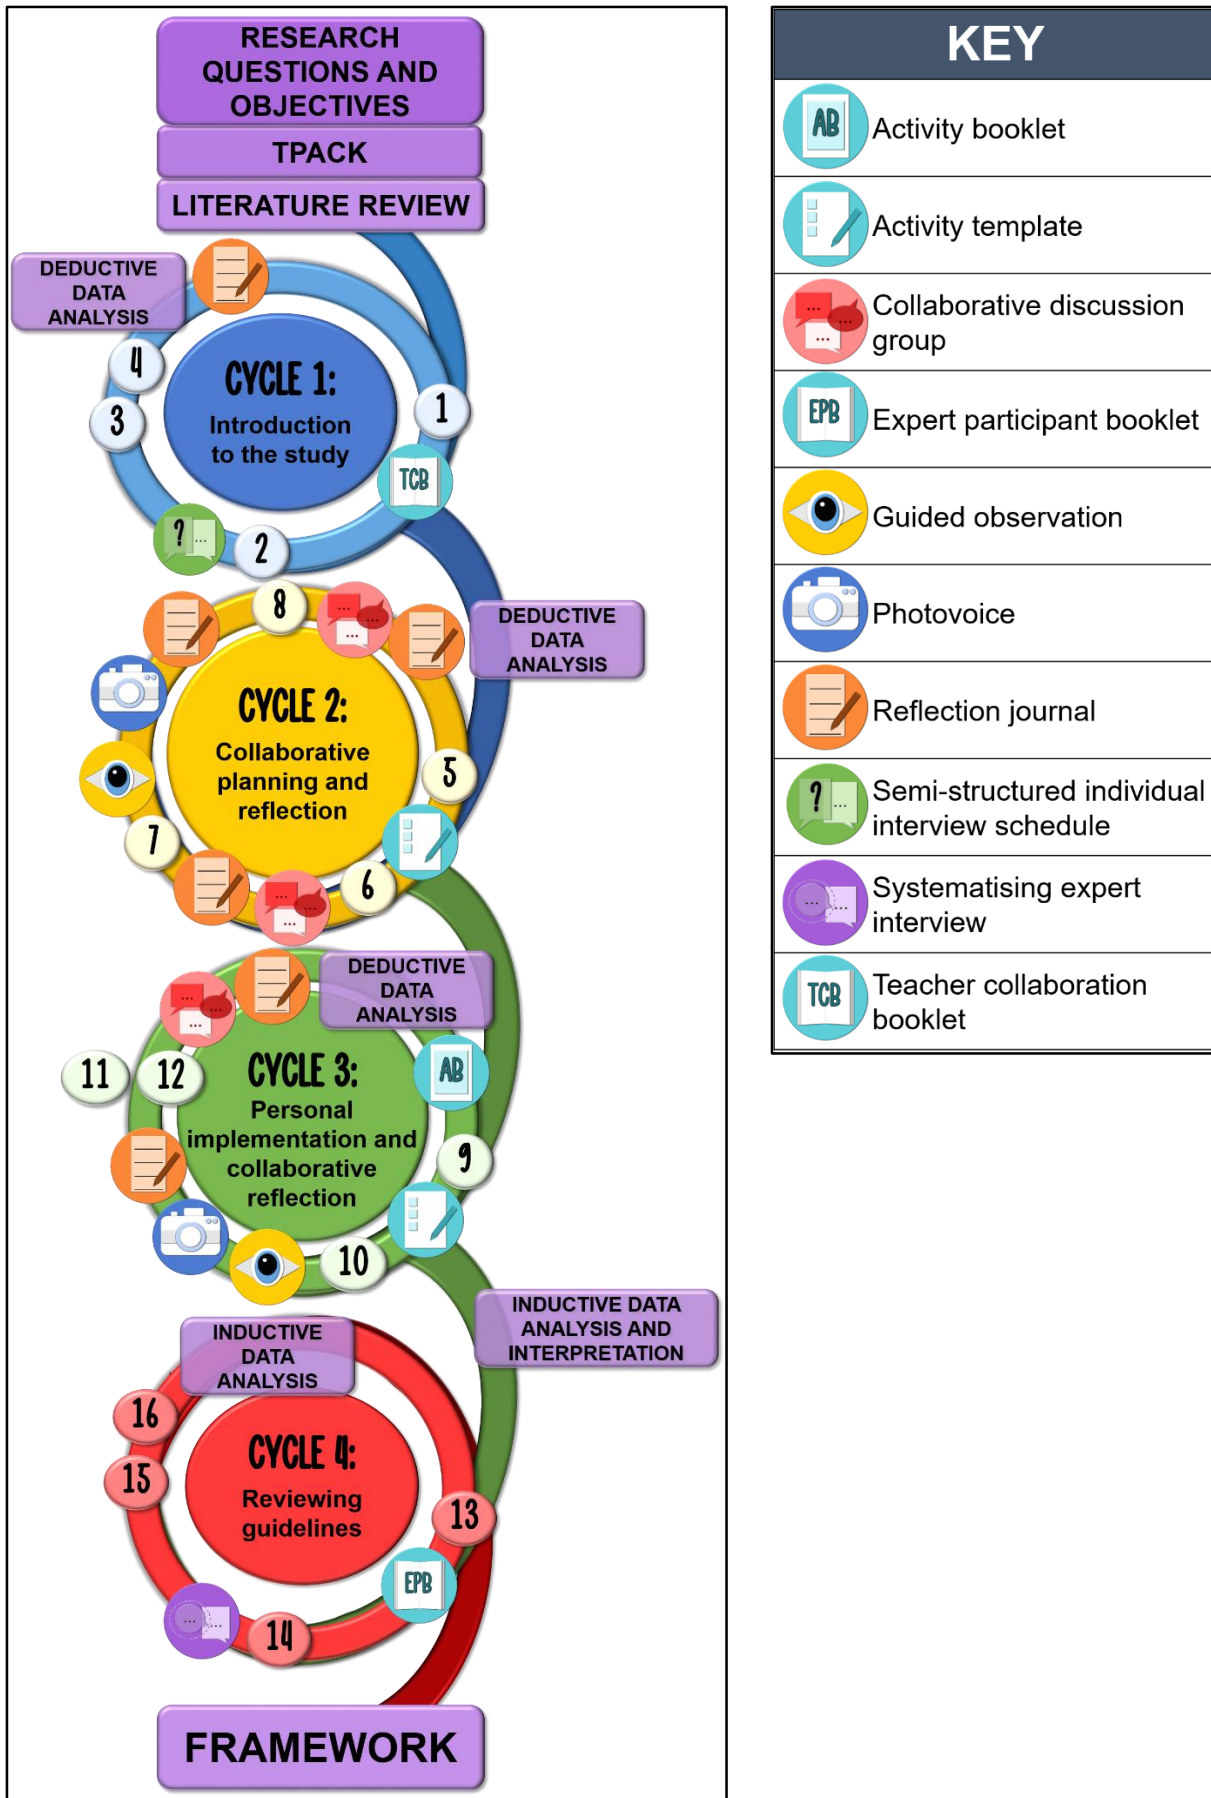 RESEARCH
QUESTIONS AND
OBJECTIVES
TPACK
LITERATURE REVIEW
DEDUCTIVE
DATA
ANALYSIS
4
3
CYCLE 1:
Introduction
to the study
1
TCB
?
...
2
8
...
...
...
DEDUCTIVE
DATA
ANALYSIS
CYCLE 2:
Collaborative
planning and
reflection
5
7
6
...
...
...
DEDUCTIVE
DATA
ANALYSIS
...
...
...
11
12
CYCLE 3:
Personal
implementation and
collaborative
reflection
AB
9
10
INDUCTIVE DATA
ANALYSIS AND
INTERPRETATION
INDUCTIVE
DATA
ANALYSIS
16
15
CYCLE 4:
Reviewing
guidelines
13
EPB
...
...
14
FRAMEWORK
KEY
AB
Activity booklet
Activity template
...
...
...
Collaborative discussion
group
EPB
Expert participant booklet
Guided observation
Photovoice
Reflection journal
?
...
Semi-structured individual
interview schedule
...
...
Systematising expert
interview
TCB
Teacher collaboration
booklet